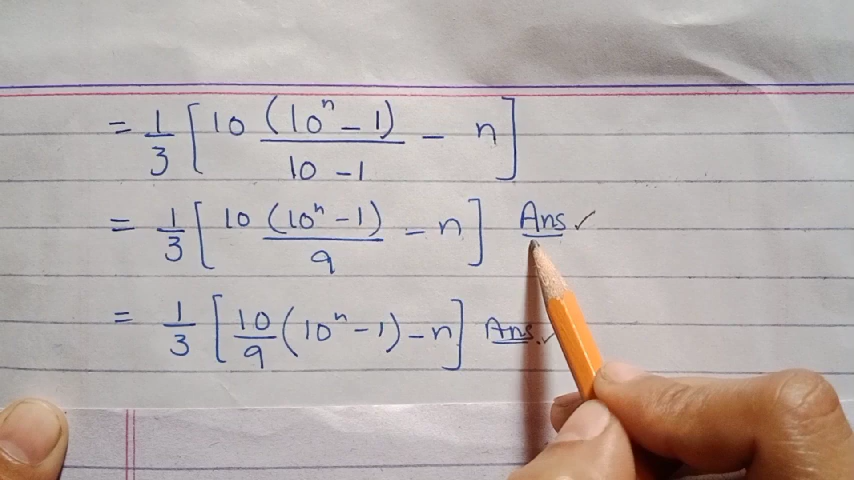 = 1/3 [ 10 (10ⁿ - 1)/(10 - 1) - n ]
= 1/3 [ 10 (10ⁿ - 1)/9 - n ] Ans ✓
= 1/3 [ 10/9 (10ⁿ - 1) - n ] Ans. ✓